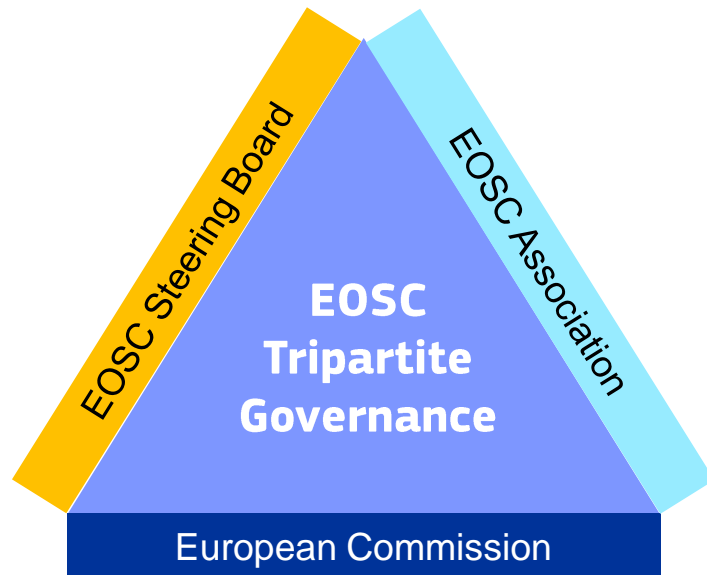 EOSC Steering Board
EOSC Association
EOSC
Tripartite
Governance
European Commission